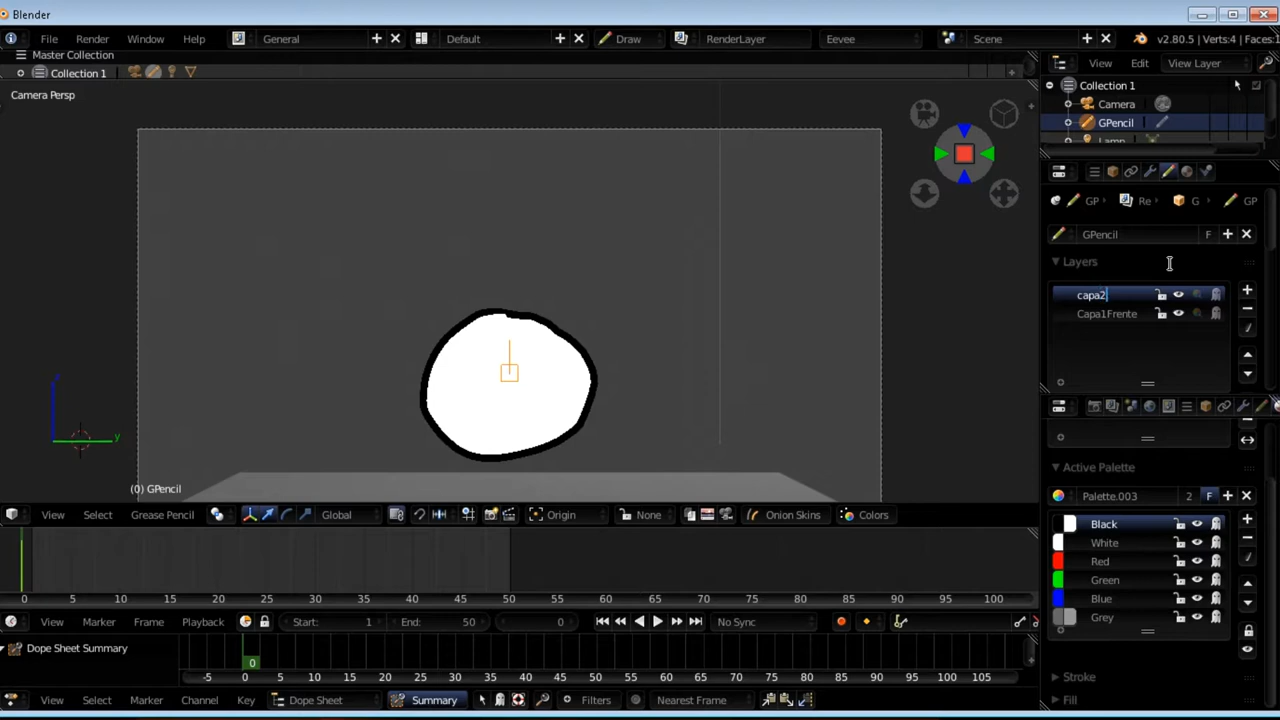 Blender
File Render Window Help General Default Draw RenderLayer Eevee Scene v2.80.5 | Verts:4 | Faces:1
Master Collection
Collection 1
Camera Persp
(0) GPencil
View Select Grease Pencil Global Origin None Onion Skins Colors
0 5 10 15 20 25 30 35 40 45 50 55 60 65 70 75 80 85 90 95 100
View Marker Frame Playback Start: 1 End: 50 0 No Sync
Dope Sheet Summary
0
-5 0 5 10 15 20 25 30 35 40 45 50 55 60 65 70 75 80 85 90 95 100 105
View Select Marker Channel Key Dope Sheet Summary Filters Nearest Frame
View Edit View Layer
Collection 1
Camera
GPencil
Lamp
GP Re G GP
GPencil F
Layers
capa2
Capa1Frente
Active Palette
Palette.003 2 F
Black
White
Red
Green
Blue
Grey
Stroke
Fill